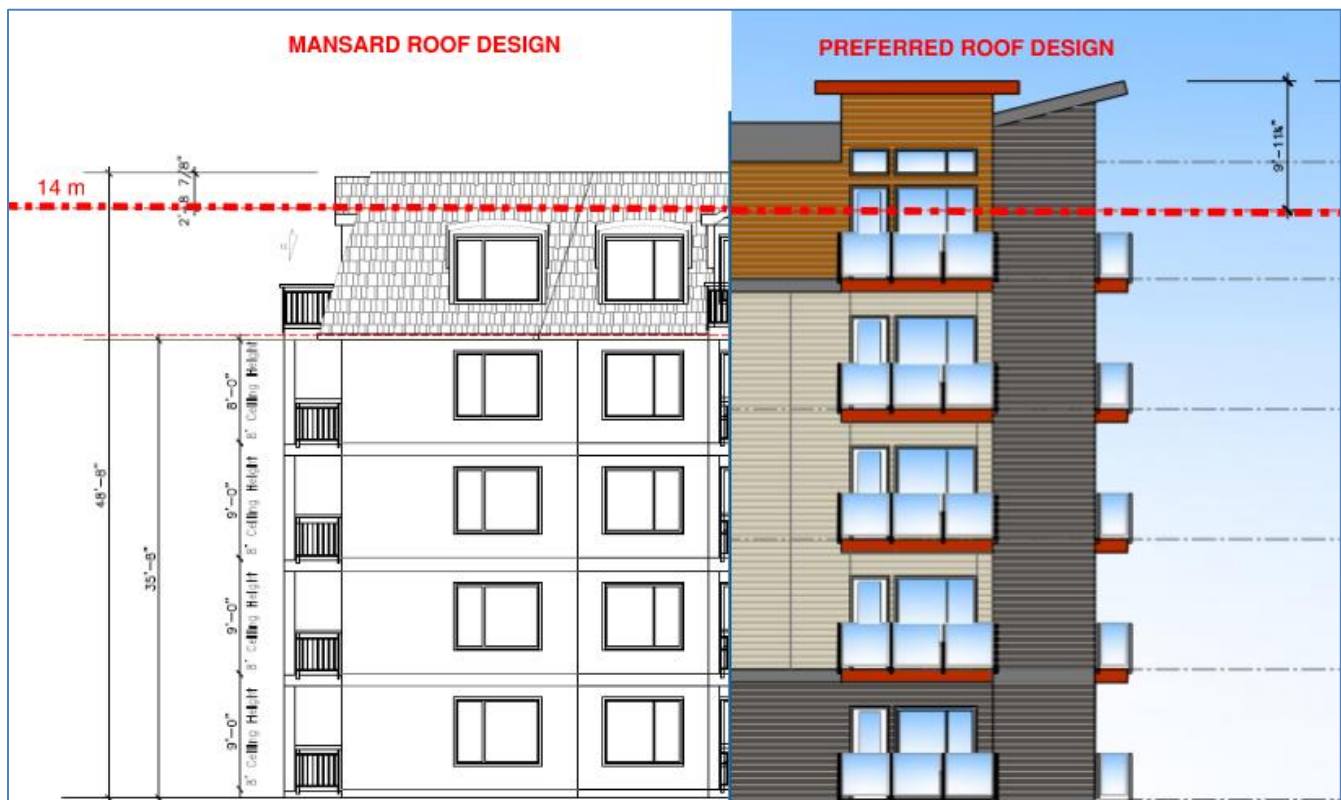 MANSARD ROOF DESIGN
PREFERRED ROOF DESIGN
14 m
2'-8 7/8"
9'-11¼"
48'-8"
35'-8"
8'-0"
8' Ceiling Height
9'-0"
8' Ceiling Height
9'-0"
8' Ceiling Height
9'-0"
8' Ceiling Height